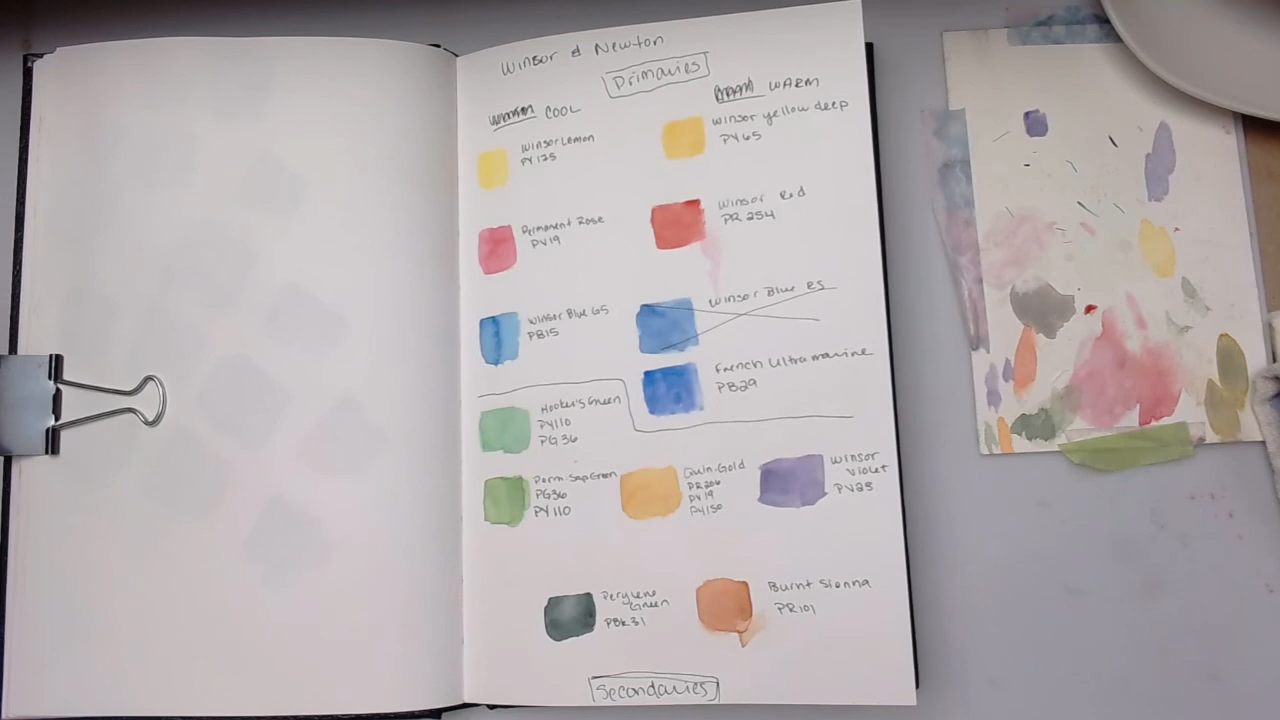 Winsor & Newton
Primaries
COOL
WARM
Winsor Lemon
PY175
Winsor yellow deep
PY65
Permanent Rose
PV19
Winsor Red
PR254
Winsor Blue GS
PB15
Winsor Blue RS
French Ultramarine
PB29
Hooker's Green
PY110
PG36
Perm. Sap Green
PG36
PY110
Quin-Gold
PR206
PV19
PY150
Winsor
Violet
PV23
Perylene
Green
PBk31
Burnt Sienna
PR101
Secondaries